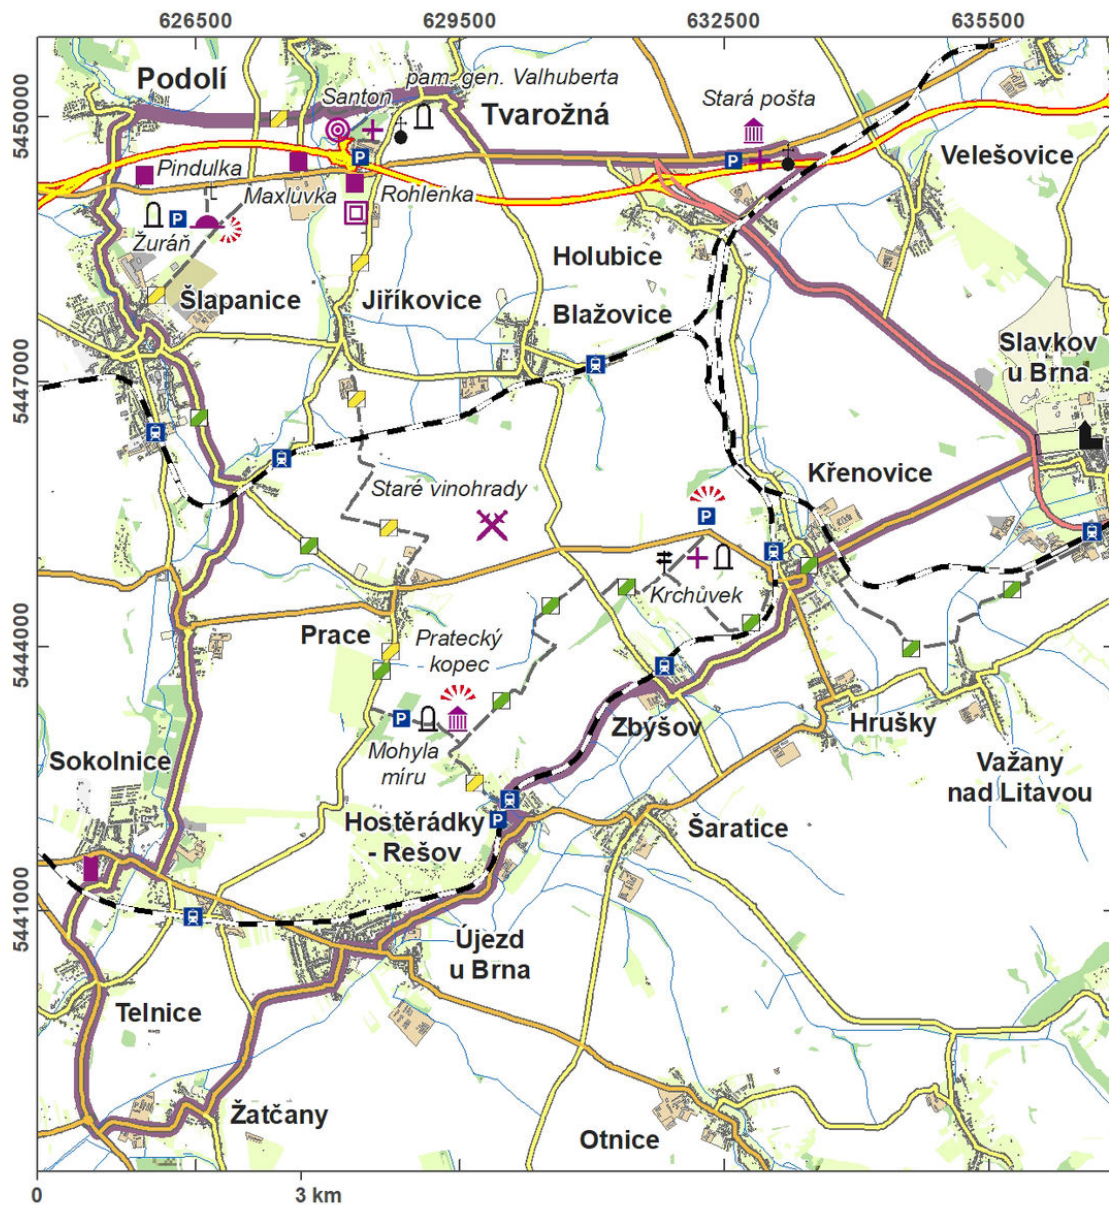 626500
629500
632500
635500
5450000
5447000
5444000
5441000
Podolí
pam. gen. Valhuberta
Santon
Tvarožná
Stará pošta
Velešovice
Pindulka
Maxlůvka
Rohlenka
Žuráň
Holubice
Šlapanice
Jiříkovice
Blažovice
Slavkov
u Brna
Křenovice
Staré vinohrady
Krchůvek
Prace
Pratecký
kopec
Zbýšov
Hrušky
Sokolnice
Mohyla
míru
Važany
nad Litavou
Hostěrádky
- Rešov
Šaratice
Újezd
u Brna
Telnice
Žatčany
Otnice
0
3 km
P
P
P
P
P
P
P